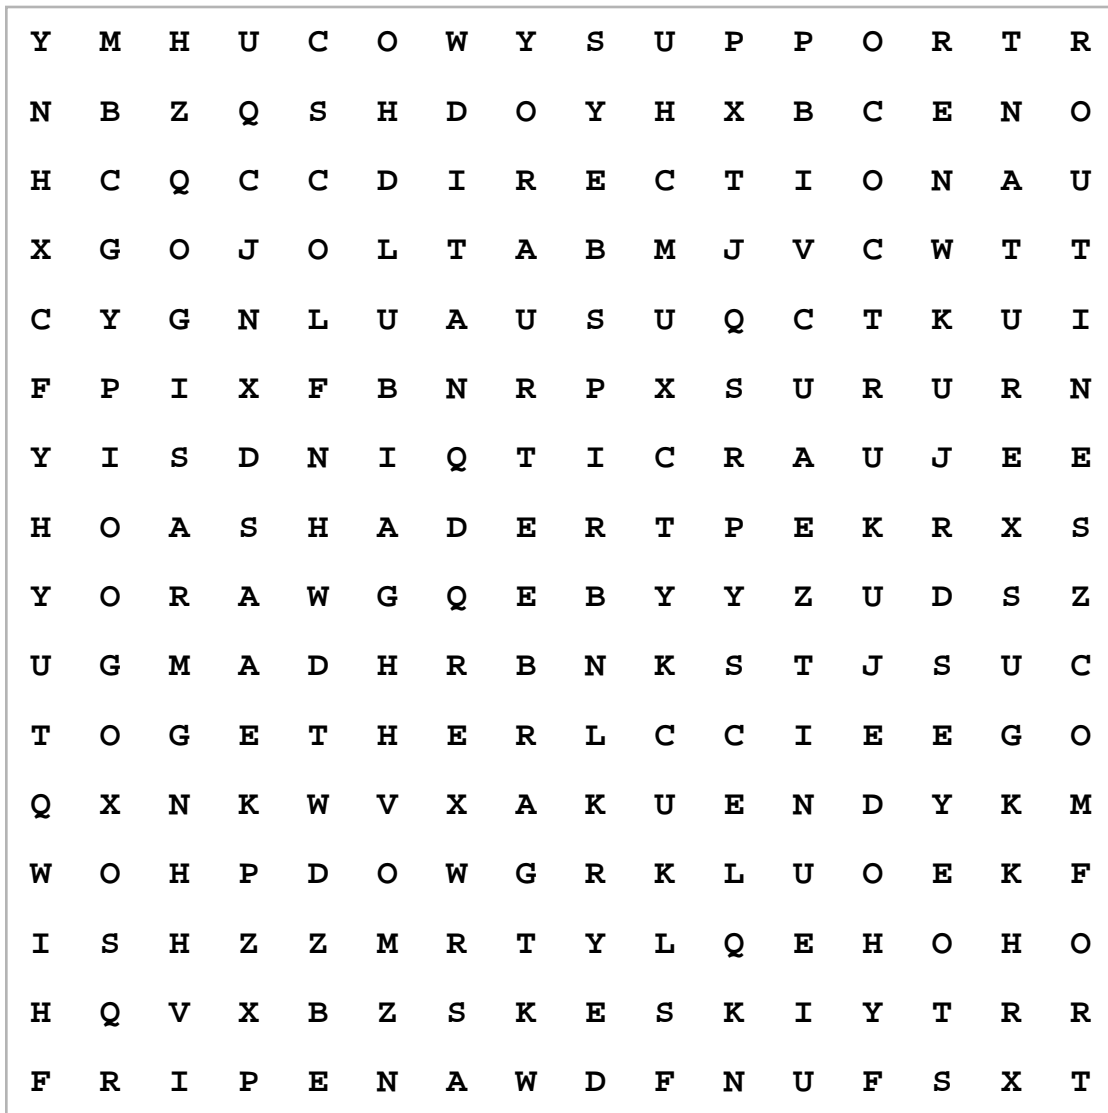 Y M H U C O W Y S U P P O R T R
N B Z Q S H D O Y H X B C E N O
H C Q C C D I R E C T I O N A U
X G O J O L T A B M J V C W T T
C Y G N L U A U S U Q C T K U I
F P I X F B N R P X S U R U R N
Y I S D N I Q T I C R A U J E E
H O A S H A D E R T P E K R X S
Y O R A W G Q E B Y Y Z U D S Z
U G M A D H R B N K S T J S U C
T O G E T H E R L C C I E E G O
Q X N K W V X A K U E N D Y K M
W O H P D O W G R K L U O E K F
I S H Z Z M R T Y L Q E H O H O
H Q V X B Z S K E S K I Y T R R
F R I P E N A W D F N U F S X T